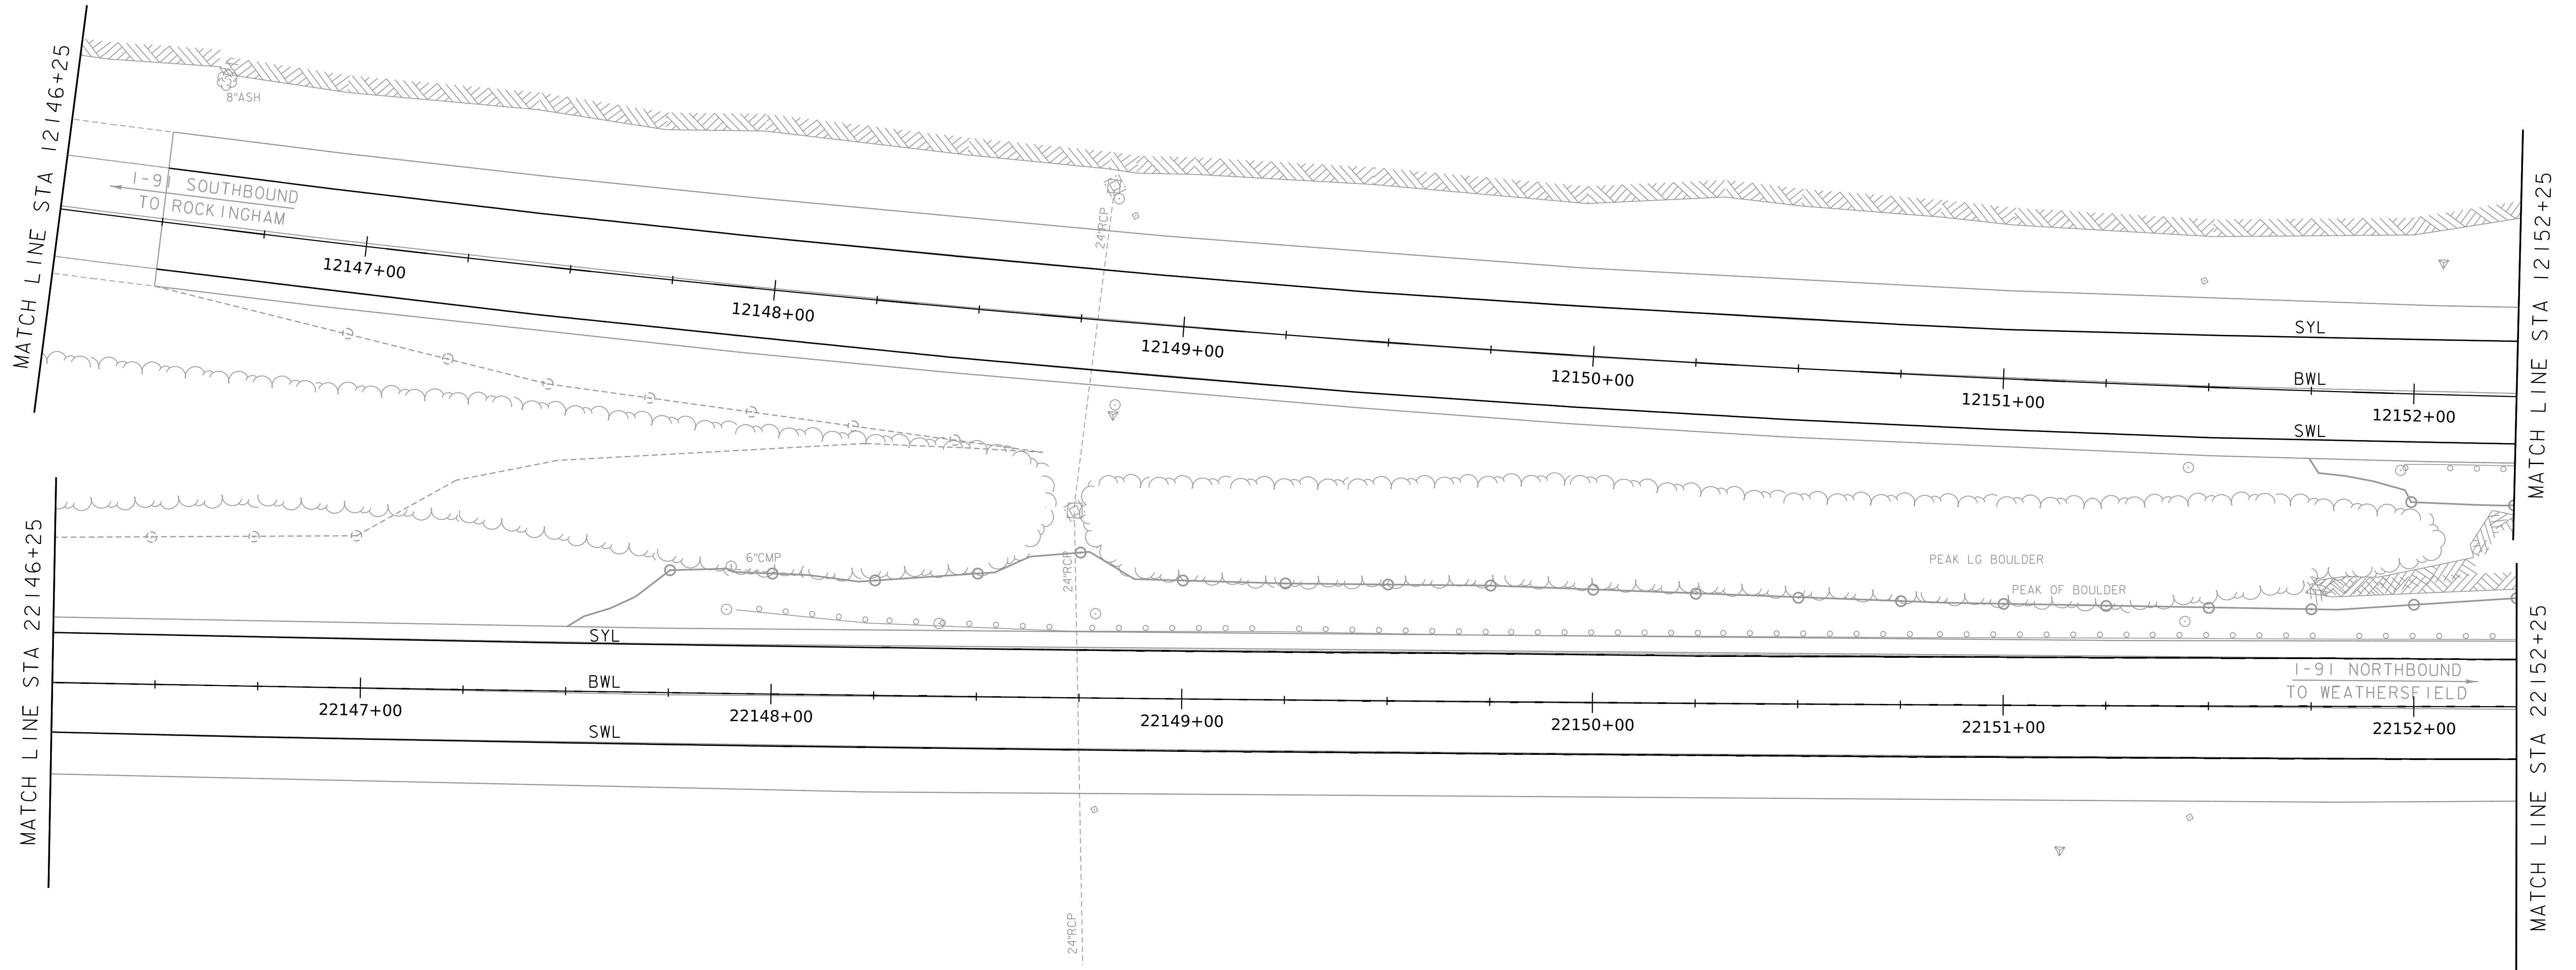 MATCH LINE STA 12146+25
8"ASH
I-91 SOUTHBOUND
TO ROCKINGHAM
24"RCP
12147+00
12148+00
12149+00
12150+00
12151+00
12152+00
SYL
BWL
SWL
MATCH LINE STA 12152+25
MATCH LINE STA 22146+25
6"CMP
24"RCP
PEAK LG BOULDER
PEAK OF BOULDER
SYL
BWL
SWL
I-91 NORTHBOUND
TO WEATHERSFIELD
22147+00
22148+00
22149+00
22150+00
22151+00
22152+00
24"RCP
MATCH LINE STA 22152+25